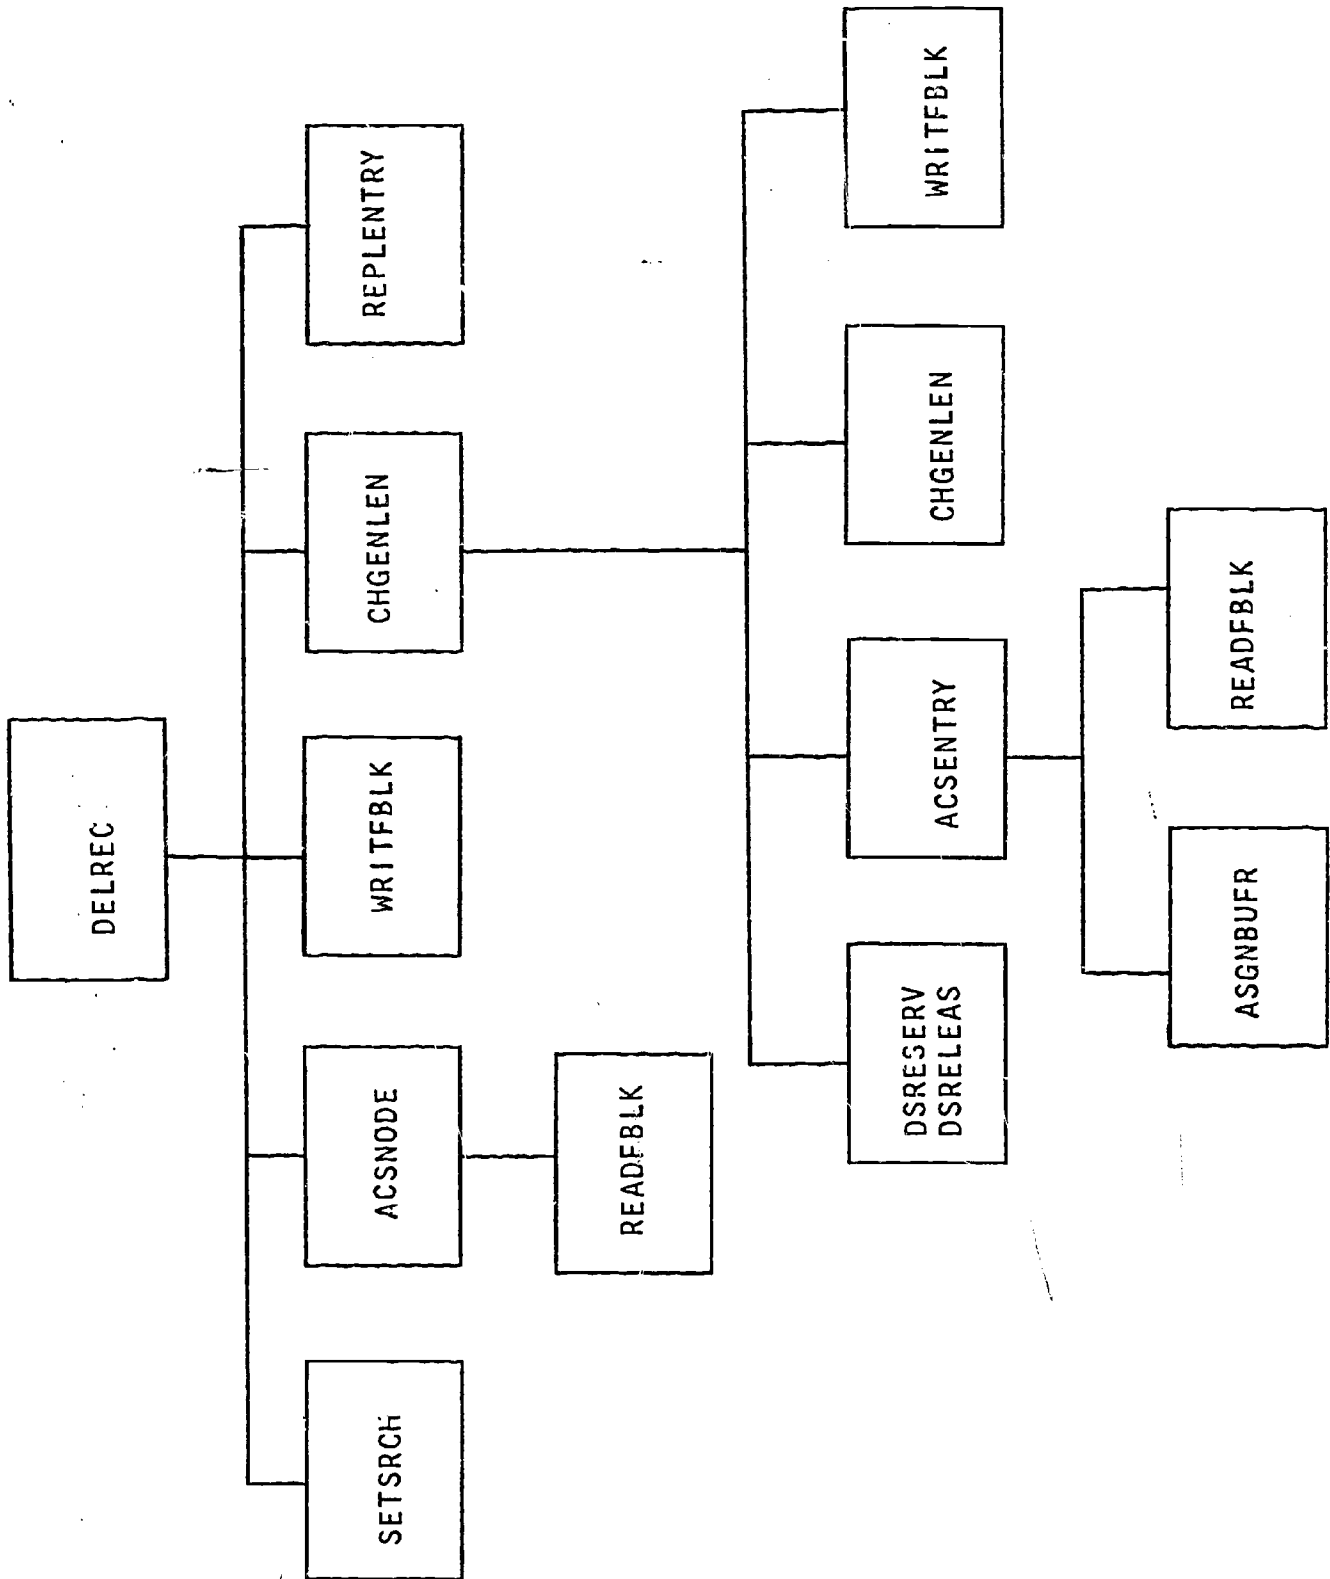 DELREC
SETSRCH
ACSNODE
WRITFBLK
CHGENLEN
REPLENTRY
READFBLK
DSRESERV
DSRELEAS
ACSENTRY
CHGENLEN
WRITFBLK
ASGNBUFR
READFBLK